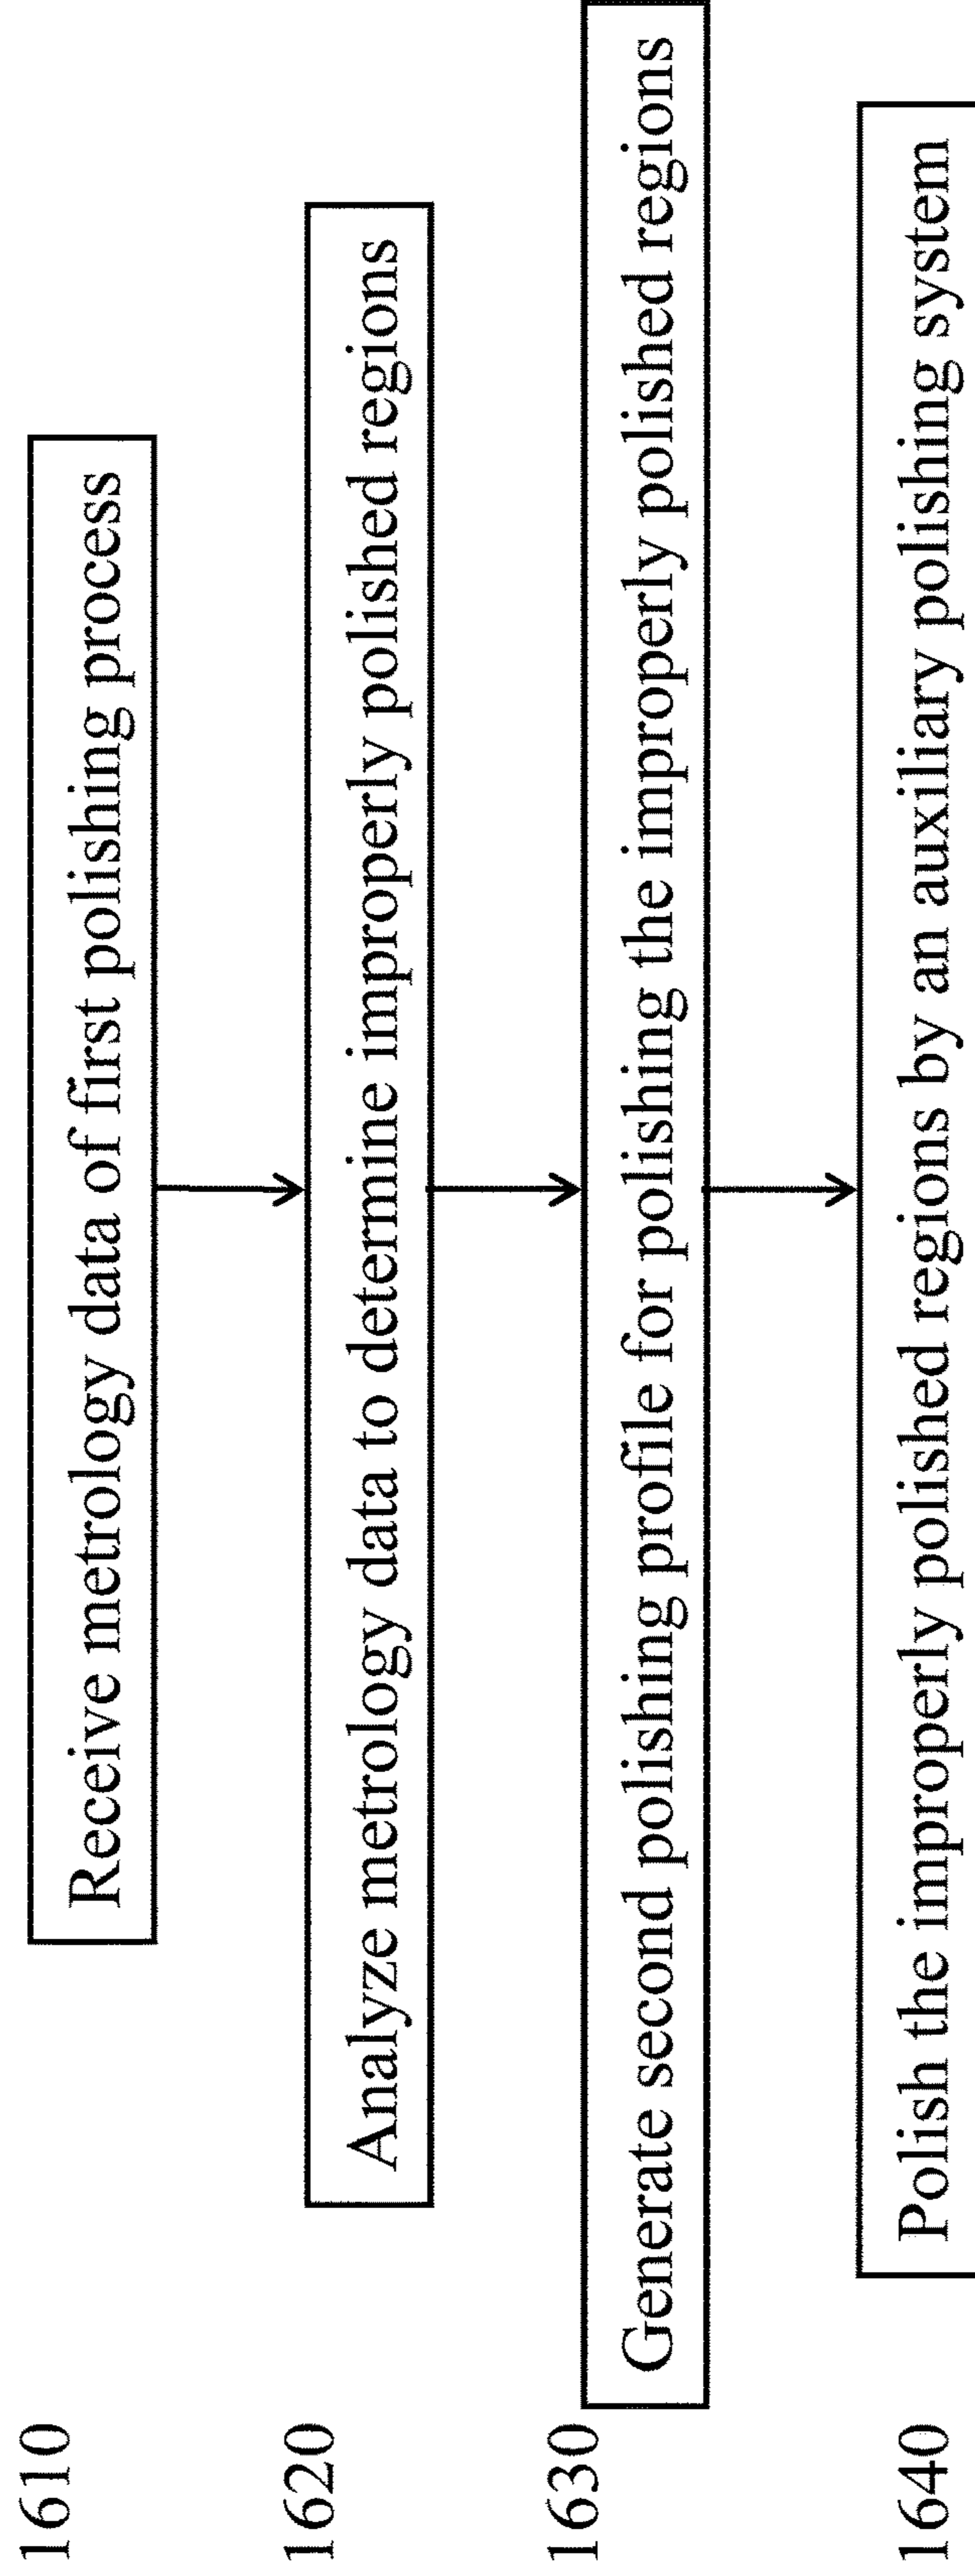 1610
Receive metrology data of first polishing process
1620
Analyze metrology data to determine improperly polished regions
1630
Generate second polishing profile for polishing the improperly polished regions
1640
Polish the improperly polished regions by an auxiliary polishing system